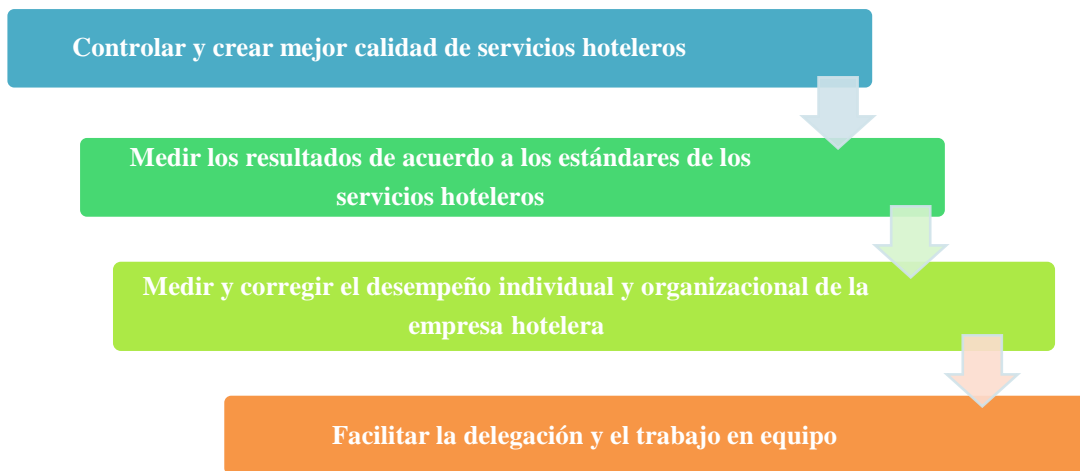 Controlar y crear mejor calidad de servicios hoteleros
Medir los resultados de acuerdo a los estándares de los
servicios hoteleros
Medir y corregir el desempeño individual y organizacional de la
empresa hotelera
Facilitar la delegación y el trabajo en equipo